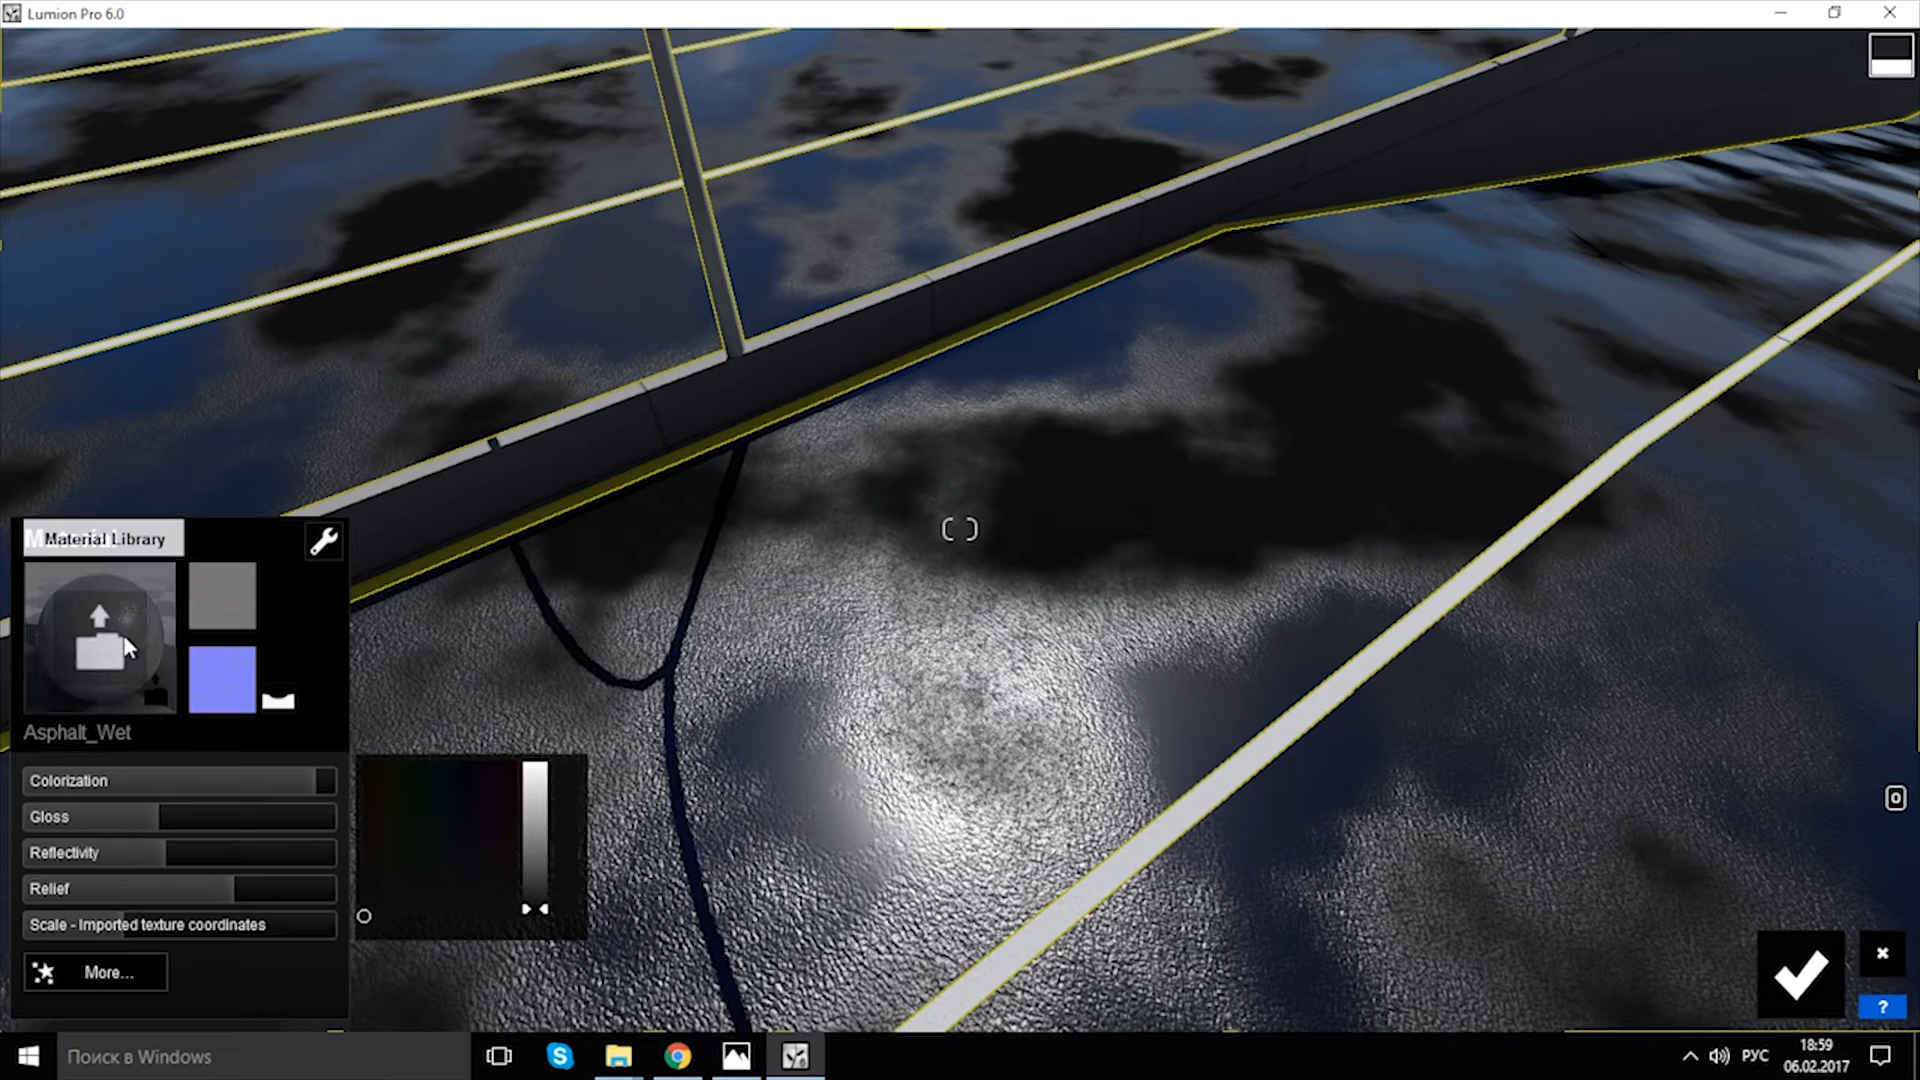 Lumion Pro 6.0
Material Library
Asphalt_Wet
Colorization
Gloss
Reflectivity
Relief
Scale - Imported texture coordinates
More...
?
Поиск в Windows
РУС
18:59
06.02.2017